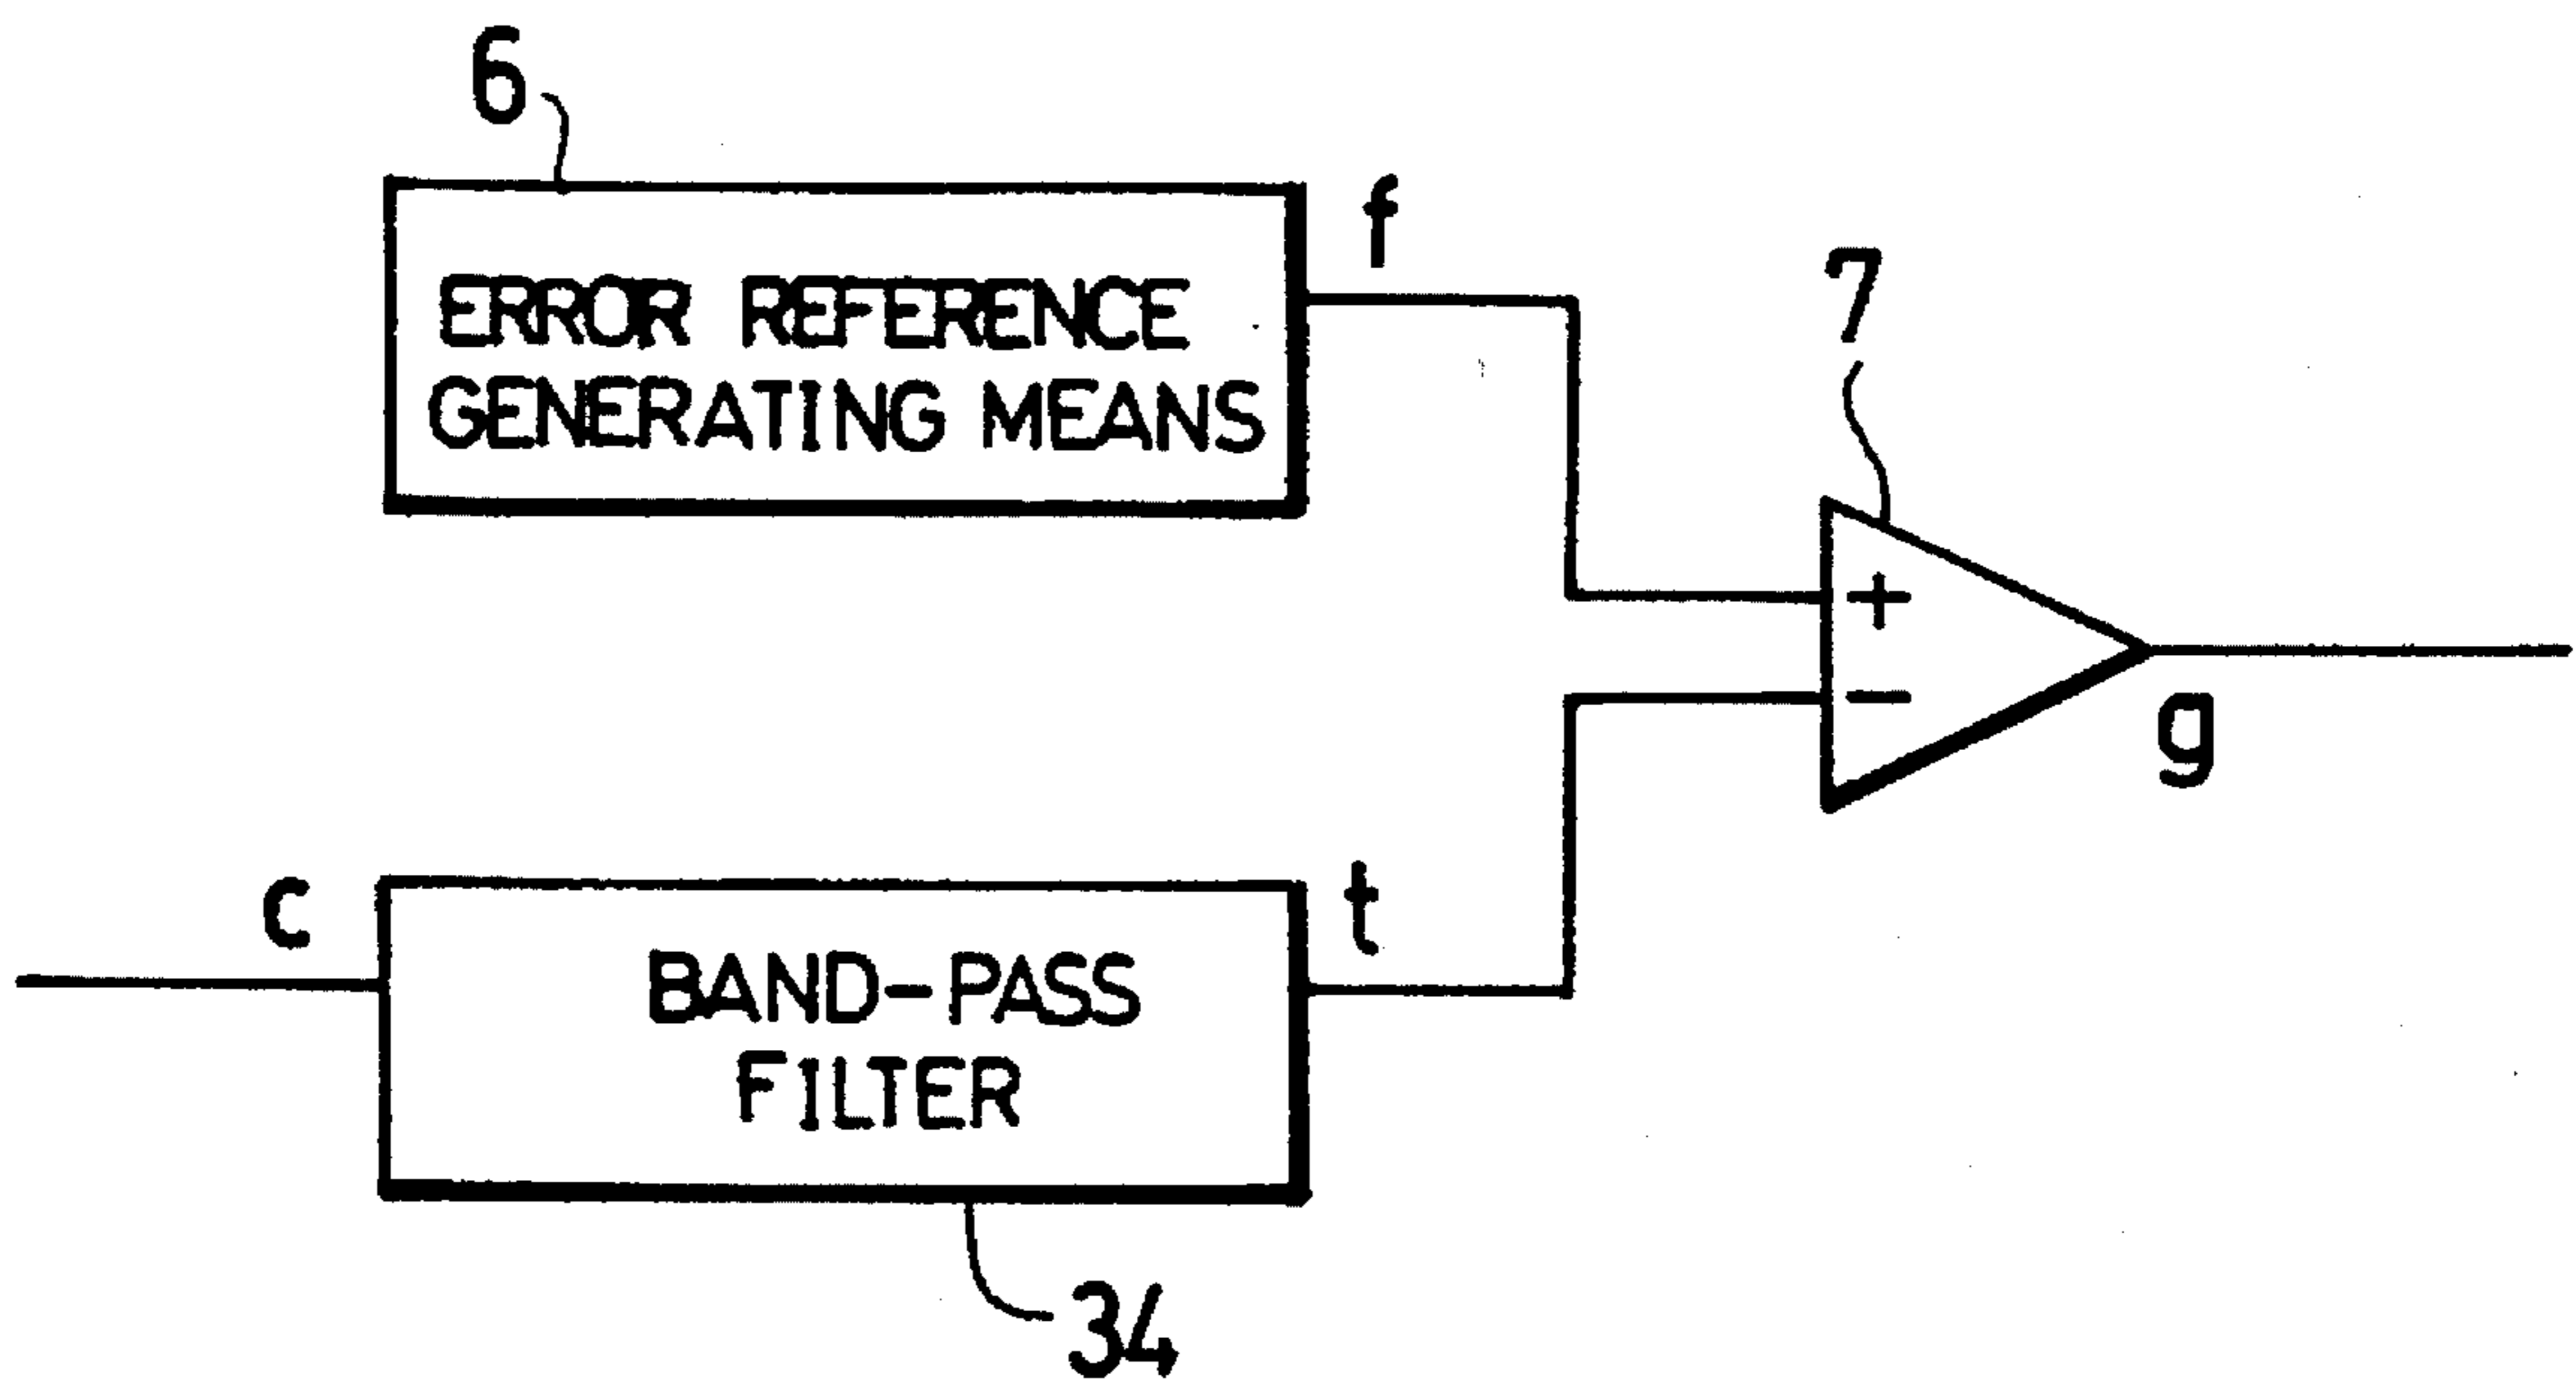 6
f
ERROR REFERENCE
GENERATING MEANS
7
+
−
g
c
t
BAND-PASS
FILTER
34